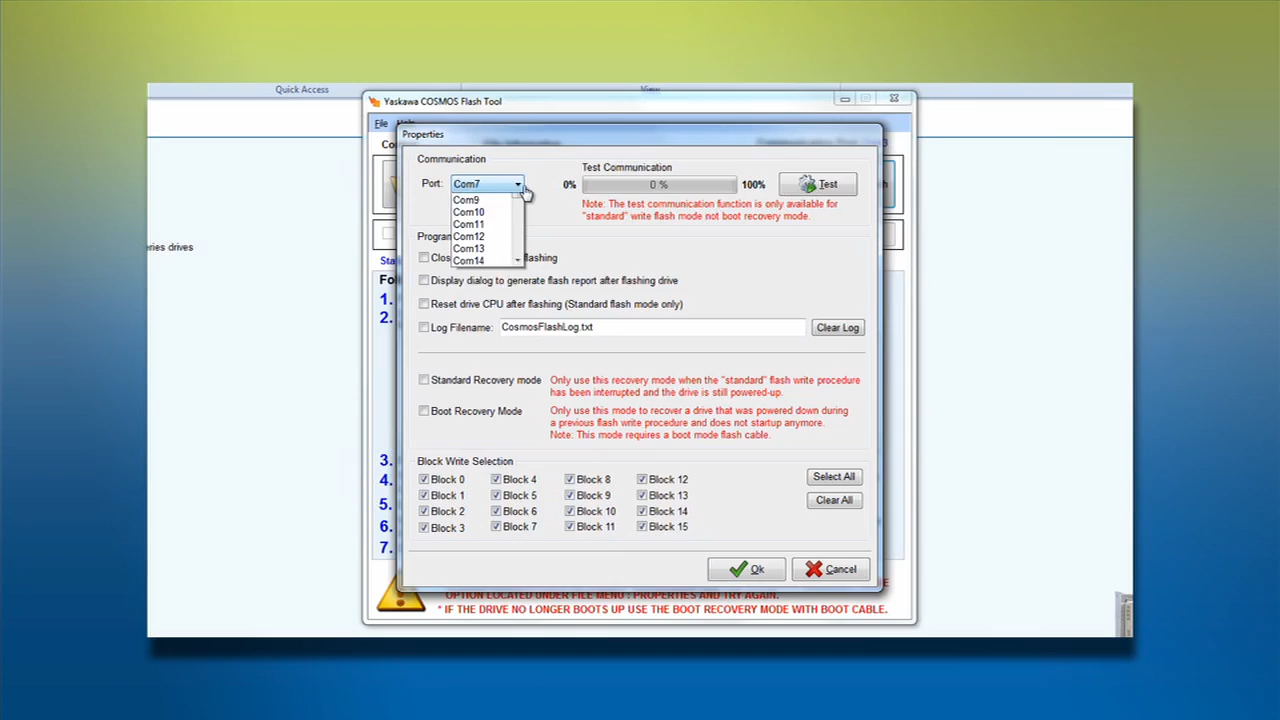 Quick Access
View
Yaskawa COSMOS Flash Tool
File Help
Properties
Communication
Port: Com7
Com9
Com10
Com11
Com12
Com13
Com14
Test Communication
0% 0 % 100% Test
Note: The test communication function is only available for
"standard" write flash mode not boot recovery mode.
eries drives
flashing
Display dialog to generate flash report after flashing drive
Reset drive CPU after flashing (Standard flash mode only)
Log Filename: CosmosFlashLog.txt Clear Log
Standard Recovery mode Only use this recovery mode when the "standard" flash write procedure
has been interrupted and the drive is still powered-up.
Boot Recovery Mode Only use this mode to recover a drive that was powered down during
a previous flash write procedure and does not startup anymore.
Note: This mode requires a boot mode flash cable.
Block Write Selection
Block 0 Block 4 Block 8 Block 12 Select All
Block 1 Block 5 Block 9 Block 13 Clear All
Block 2 Block 6 Block 10 Block 14
Block 3 Block 7 Block 11 Block 15
Ok Cancel
1.
2.
3.
4.
5.
6.
7.
OPTION LOCATED UNDER FILE MENU : PROPERTIES AND TRY AGAIN.
* IF THE DRIVE NO LONGER BOOTS UP USE THE BOOT RECOVERY MODE WITH BOOT CABLE.